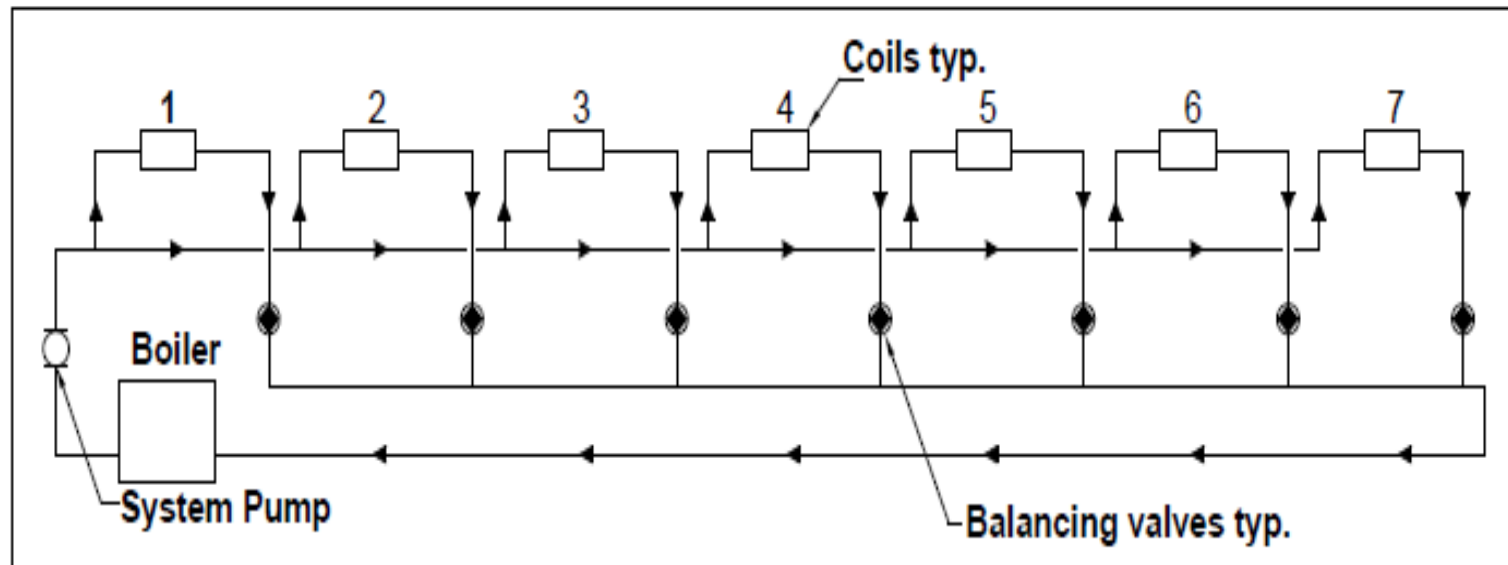 Coils typ.
1 2 3 4 5 6 7
Boiler
System Pump
Balancing valves typ.